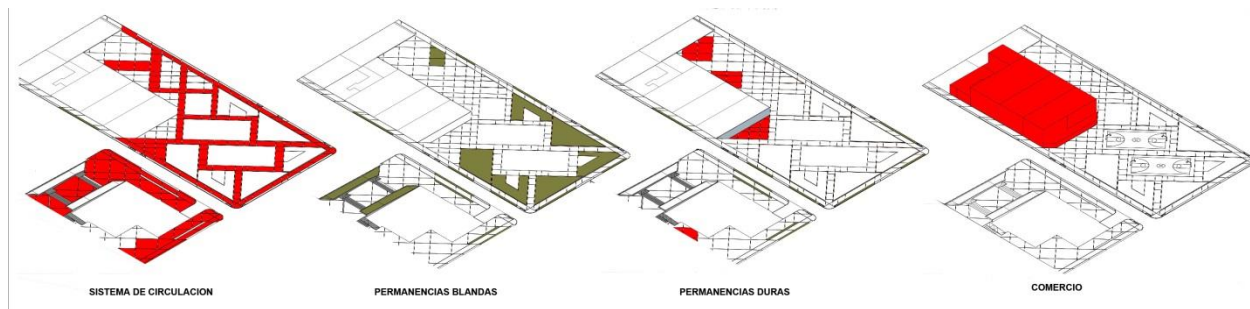 SISTEMA DE CIRCULACION
PERMANENCIAS BLANDAS
PERMANENCIAS DURAS
COMERCIO